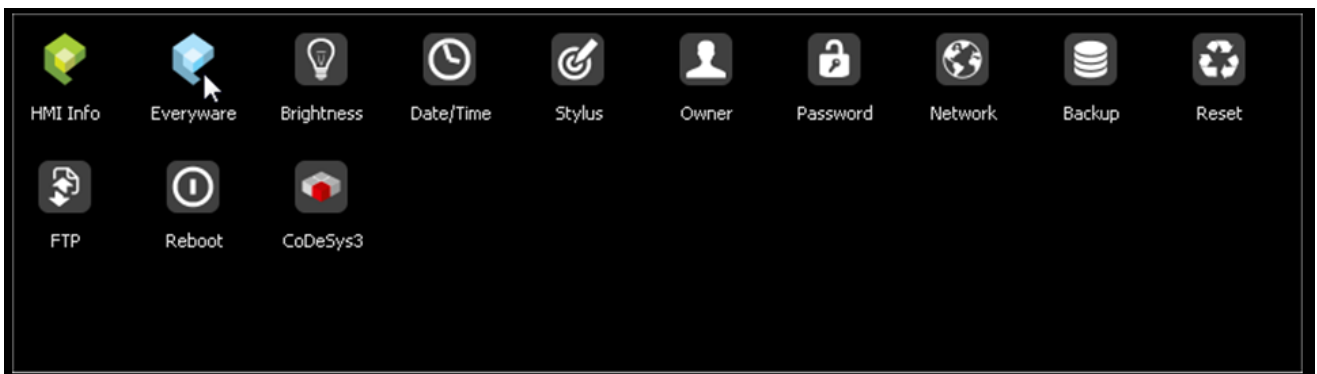 HMI Info Everyware Brightness Date/Time Stylus Owner Password Network Backup Reset
FTP Reboot CoDeSys3